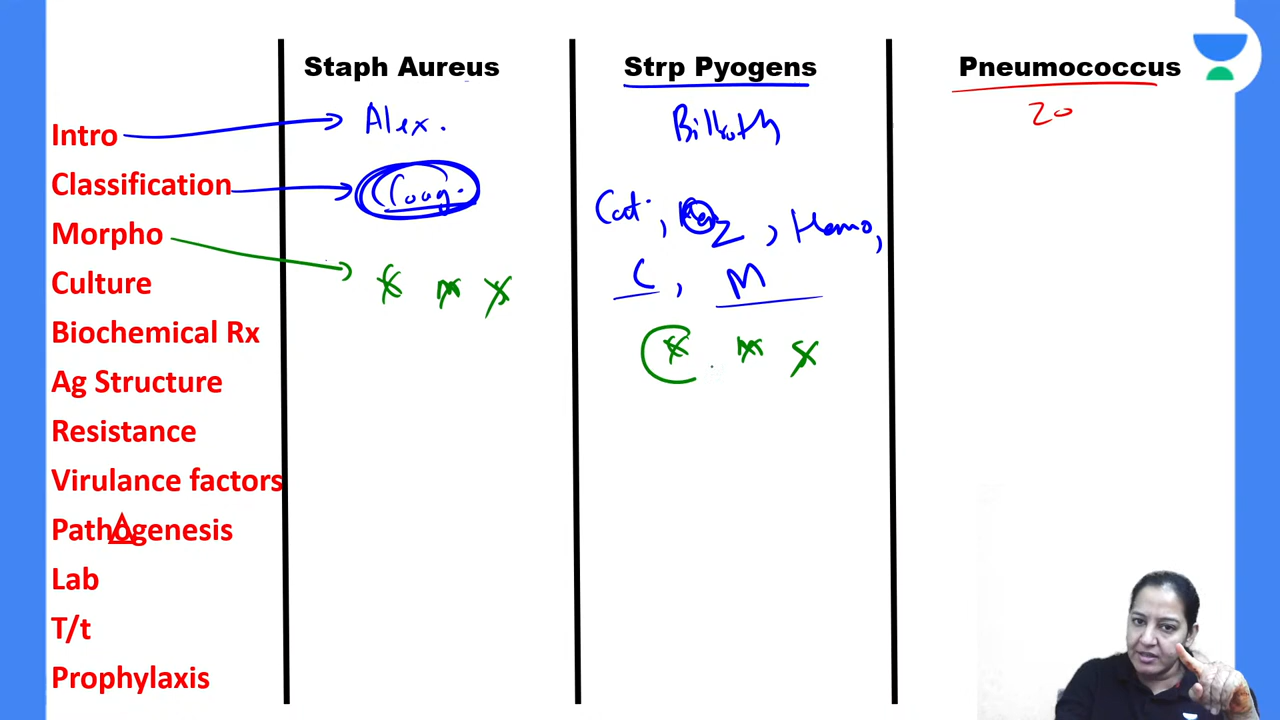 Staph Aureus
Strp Pyogens
Pneumococcus
Intro
Alex.
Billroth
20
Classification
Coag.
Cat , O2 , Hemo,
C , M
Morpho
Culture
Biochemical Rx
Ag Structure
Resistance
Virulance factors
Pathogenesis
Lab
T/t
Prophylaxis